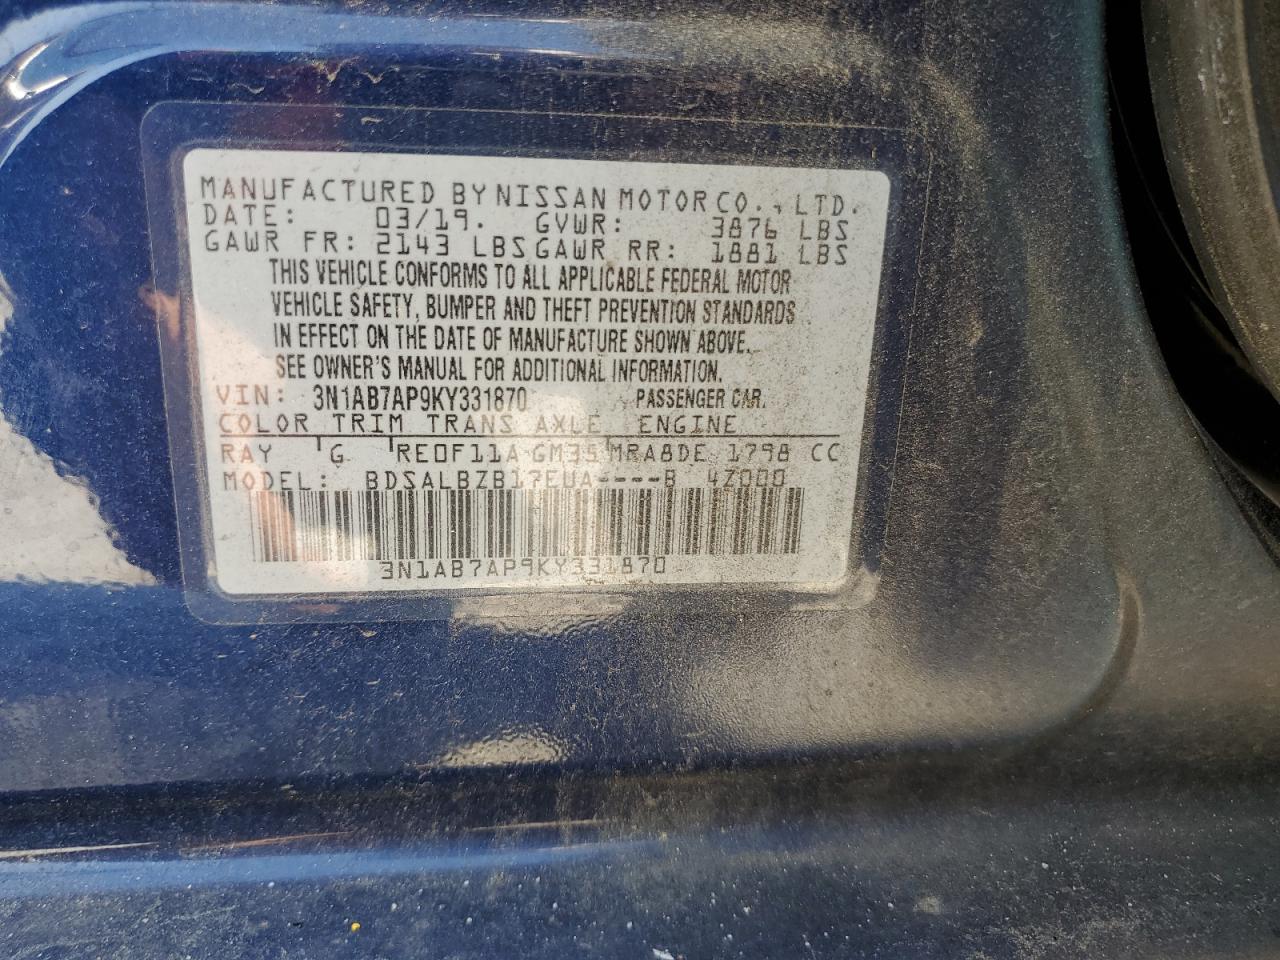 MANUFACTURED BY NISSAN MOTOR CO., LTD.
DATE: 03/19. GVWR: 3876 LBS
GAWR FR: 2143 LBS GAWR RR: 1881 LBS
THIS VEHICLE CONFORMS TO ALL APPLICABLE FEDERAL MOTOR
VEHICLE SAFETY, BUMPER AND THEFT PREVENTION STANDARDS
IN EFFECT ON THE DATE OF MANUFACTURE SHOWN ABOVE.
SEE OWNER'S MANUAL FOR ADDITIONAL INFORMATION.
VIN: 3N1AB7AP9KY331870 PASSENGER CAR.
COLOR TRIM TRANS AXLE ENGINE
RAY G RE0F11A GM35 MRA8DE 1798 CC
MODEL: BDSALBZB17EUA----B 4Z000
3N1AB7AP9KY331870